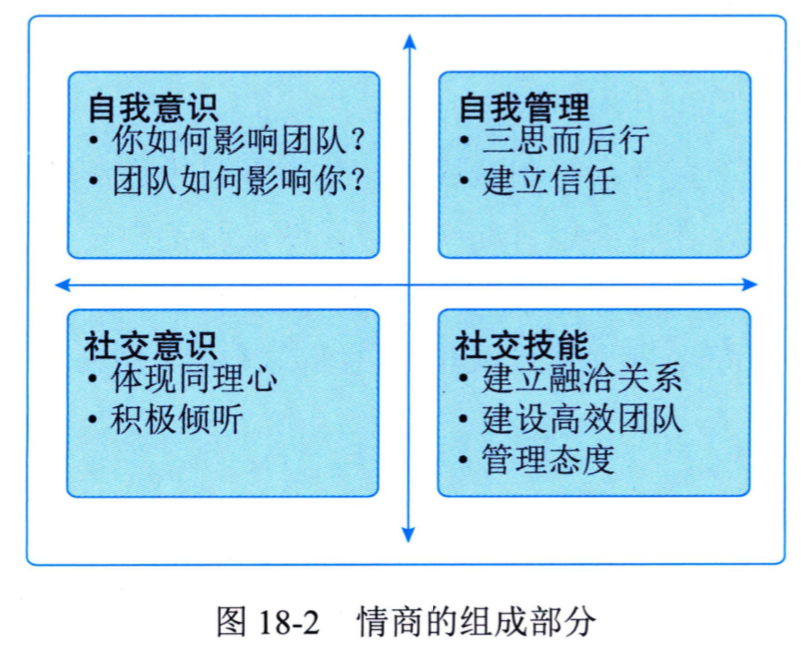 自我意识
• 你如何影响团队？
• 团队如何影响你？
自我管理
• 三思而后行
• 建立信任
社交意识
• 体现同理心
• 积极倾听
社交技能
• 建立融洽关系
• 建设高效团队
• 管理态度
图 18-2 情商的组成部分